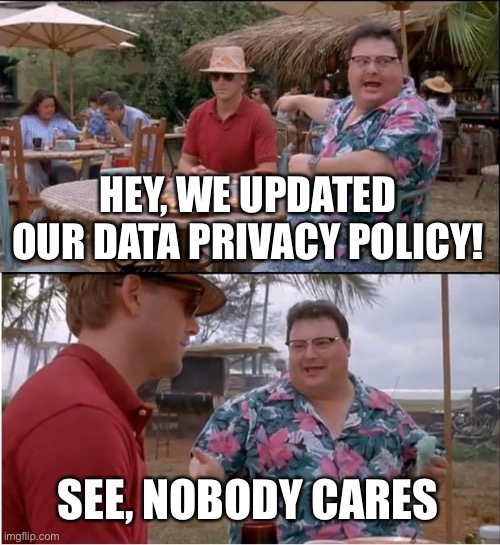 HEY, WE UPDATED
OUR DATA PRIVACY POLICY!
SEE, NOBODY CARES
imgflip.com